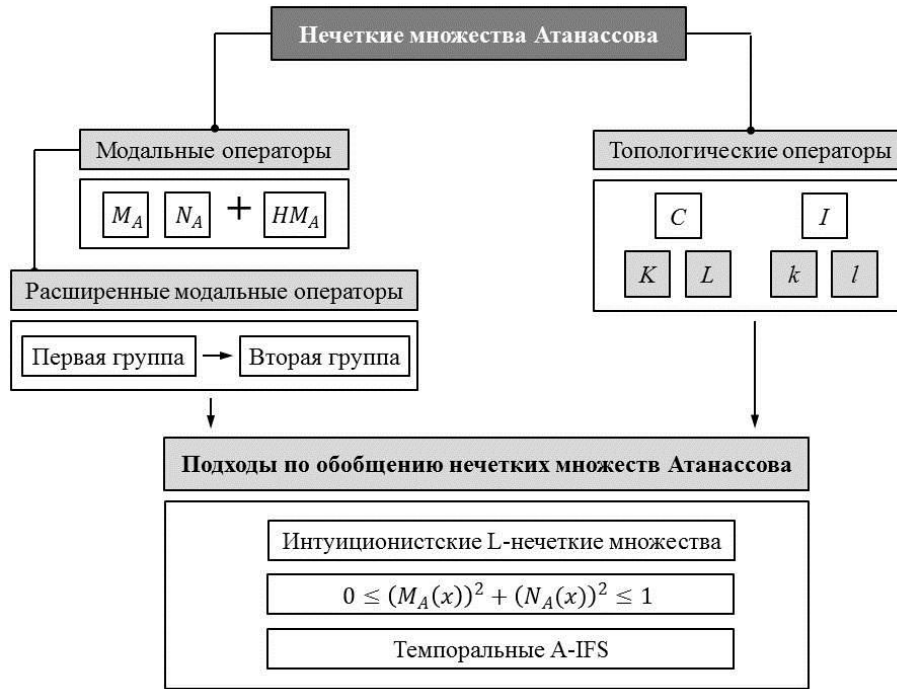 Нечеткие множества Атанассова
Модальные операторы
Топологические операторы
M_A N_A + HM_A
C I
K L k l
Расширенные модальные операторы
Первая группа → Вторая группа
Подходы по обобщению нечетких множеств Атанассова
Интуиционистские L-нечеткие множества
0 ≤ (M_A(x))² + (N_A(x))² ≤ 1
Темпоральные A-IFS